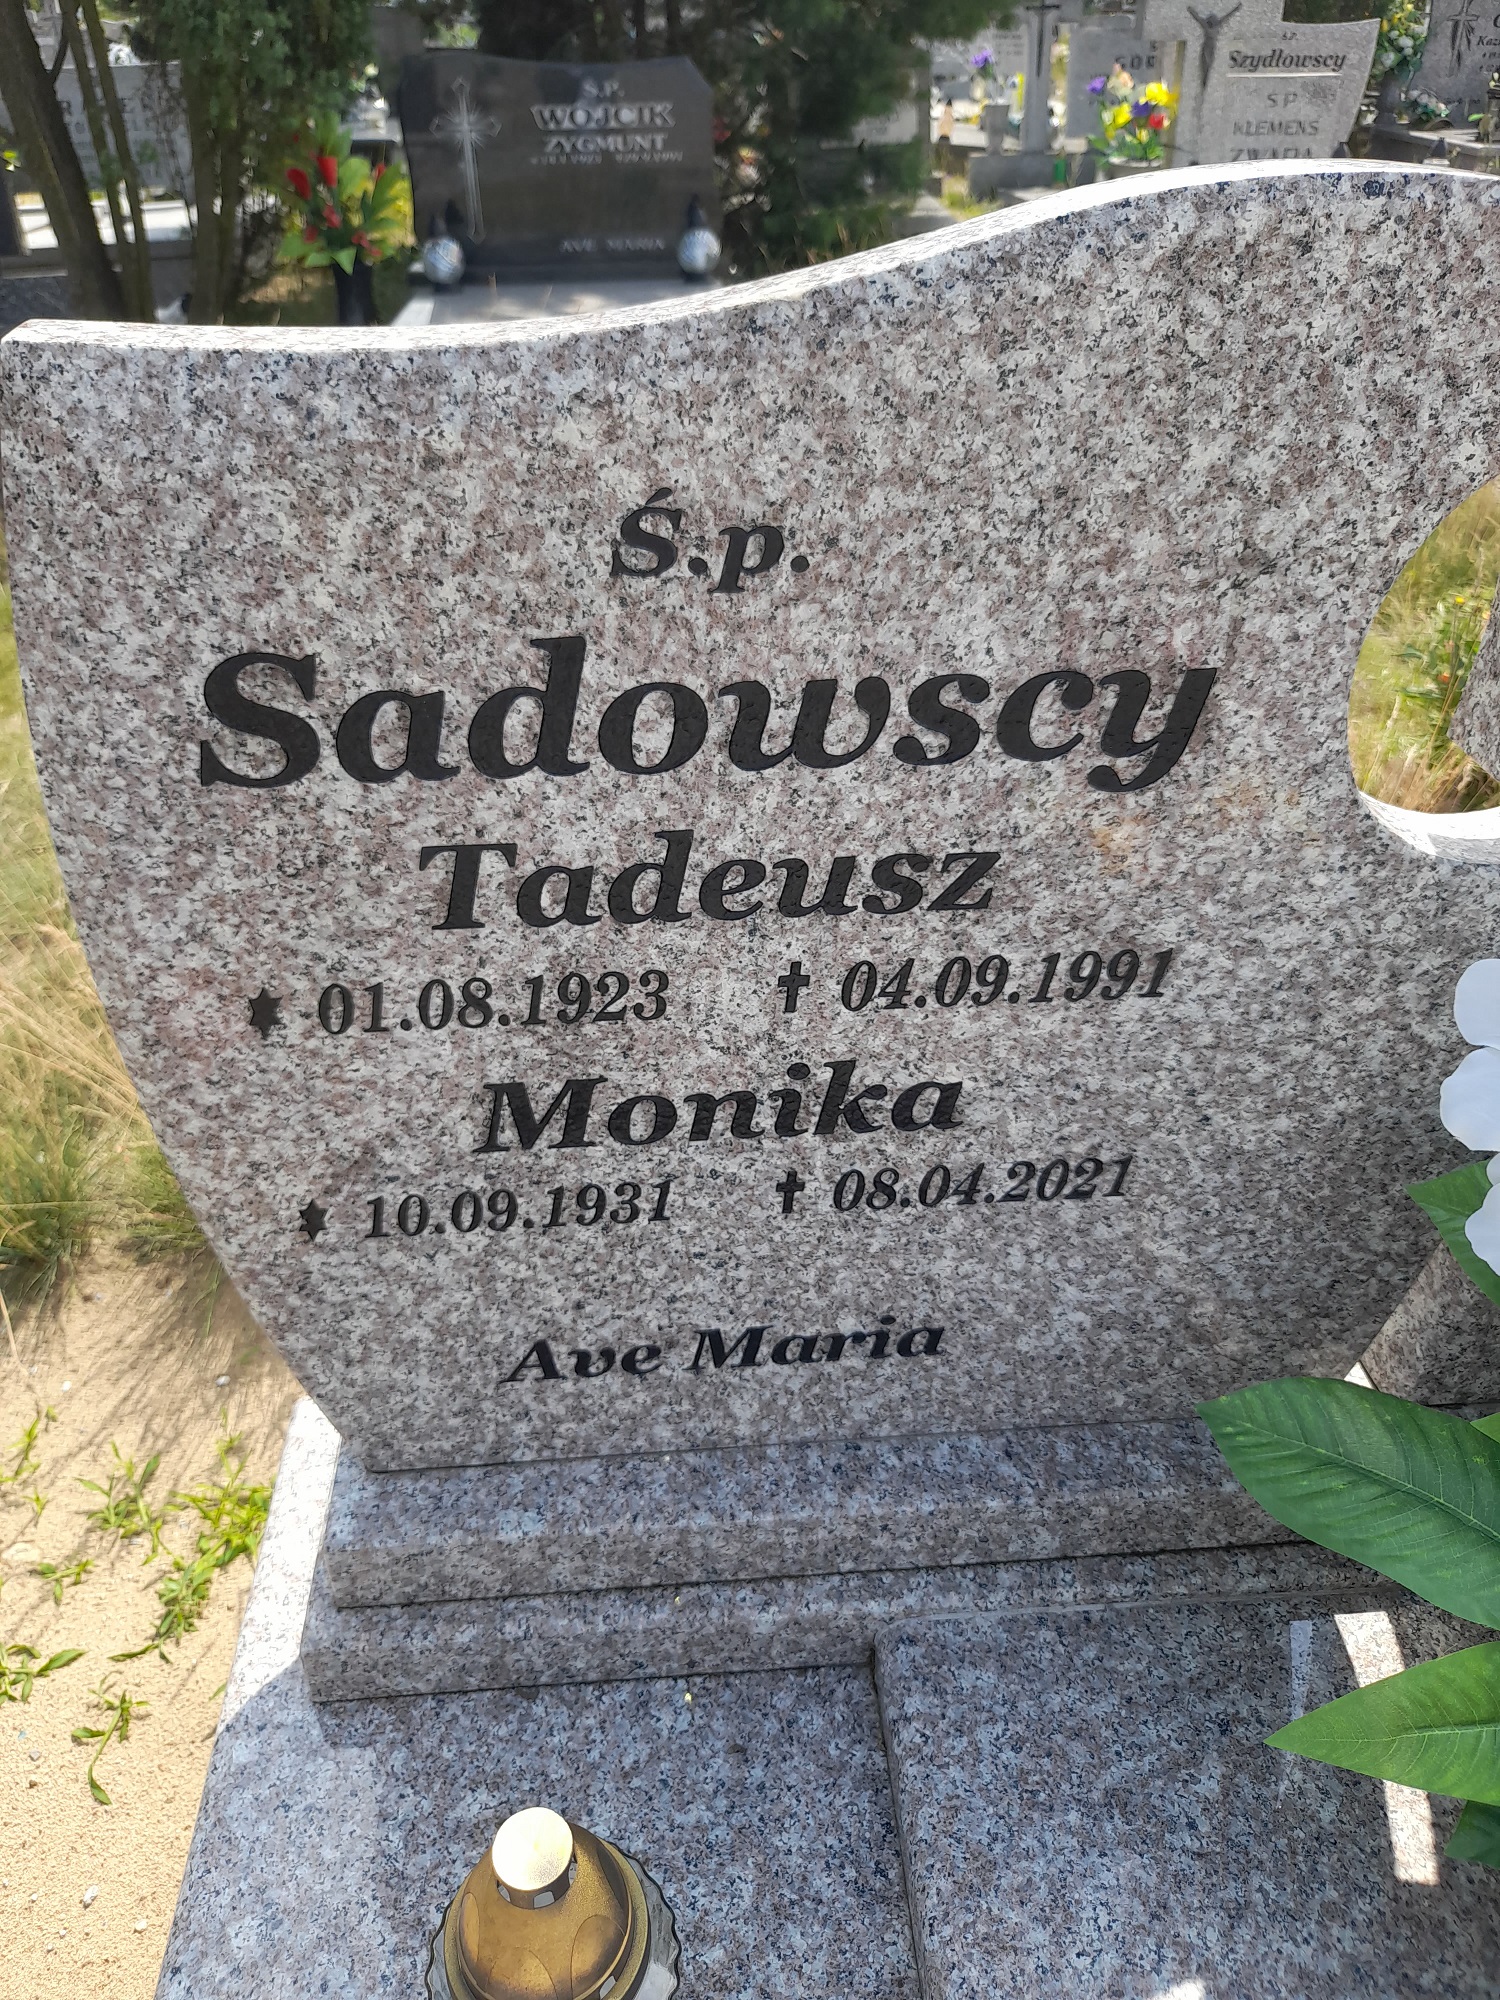 Ś.P.
WÓJCIK
ZYGMUNT
AVE MARIA
Ś.P.
Szydłowscy
Ś P
KLEMENS
Ś.p.
Sadowscy
Tadeusz
* 01.08.1923 † 04.09.1991
Monika
* 10.09.1931 † 08.04.2021
Ave Maria